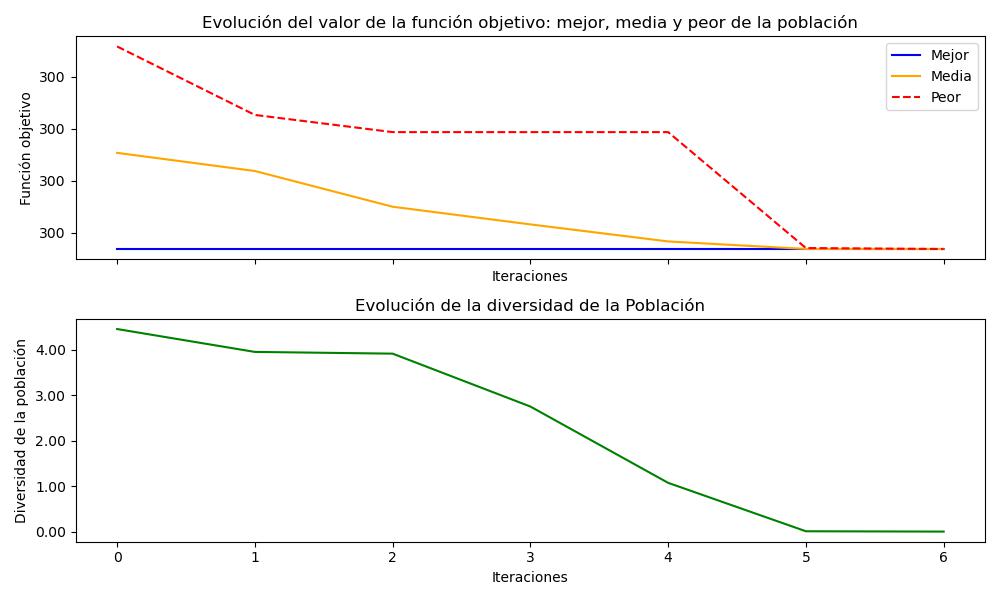 Evolución del valor de la función objetivo: mejor, media y peor de la población
Función objetivo
300
300
300
300
Mejor
Media
Peor
Iteraciones
Evolución de la diversidad de la Población
Diversidad de la población
4.00
3.00
2.00
1.00
0.00
0 1 2 3 4 5 6
Iteraciones